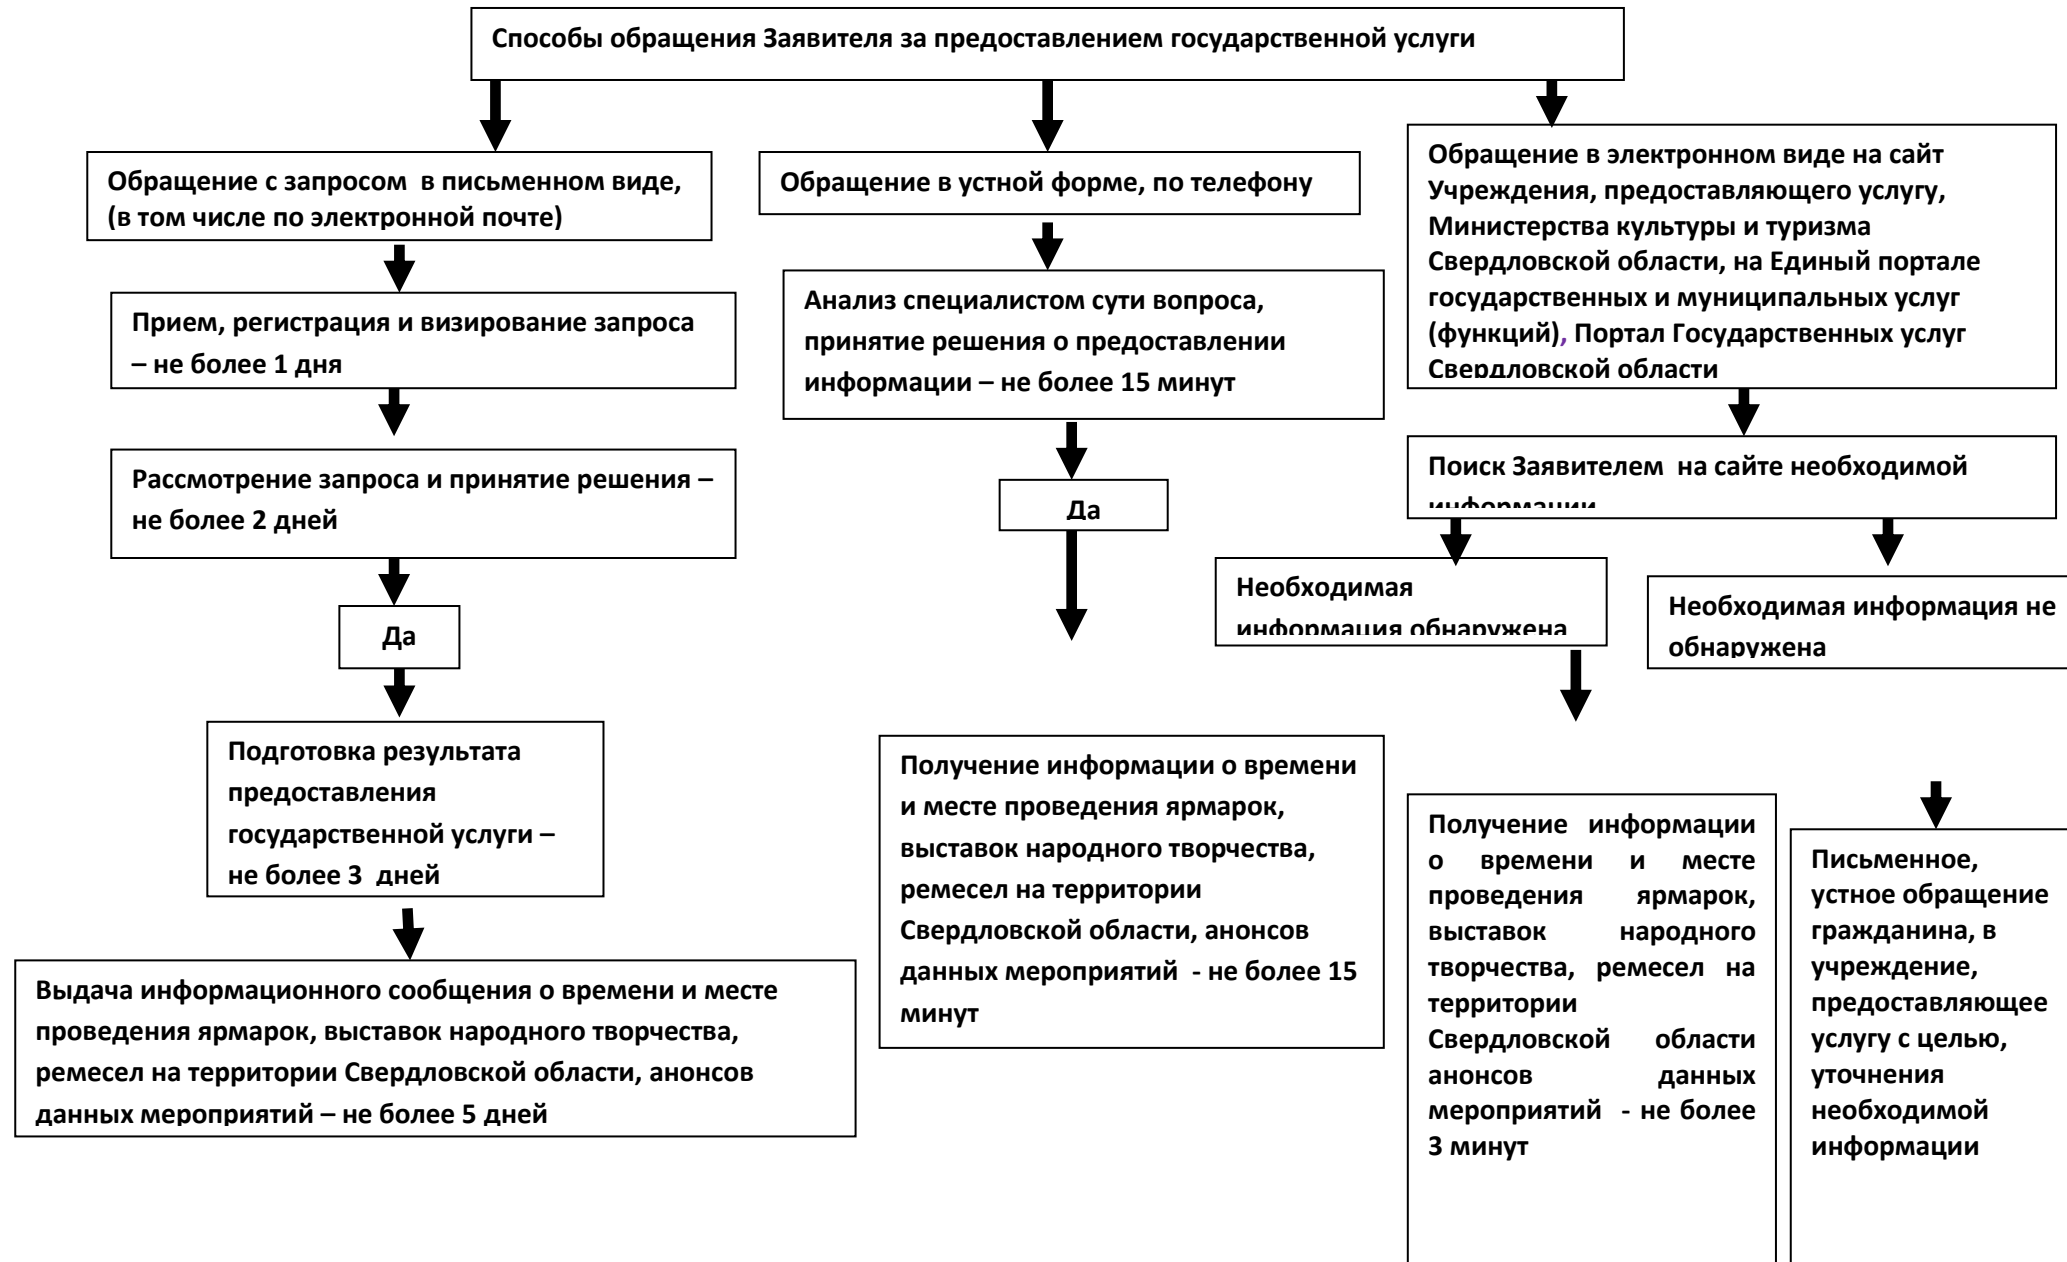 Способы обращения Заявителя за предоставлением государственной услуги
Обращение с запросом  в письменном виде,
(в том числе по электронной почте)
Прием, регистрация и визирование запроса
– не более 1 дня
Рассмотрение запроса и принятие решения –
не более 2 дней
Да
Подготовка результата
предоставления
государственной услуги –
не более 3  дней
Выдача информационного сообщения о времени и месте
проведения ярмарок, выставок народного творчества,
ремесел на территории Свердловской области, анонсов
данных мероприятий – не более 5 дней
Обращение в устной форме, по телефону
Анализ специалистом сути вопроса,
принятие решения о предоставлении
информации – не более 15 минут
Да
Получение информации о времени
и месте проведения ярмарок,
выставок народного творчества,
ремесел на территории
Свердловской области, анонсов
данных мероприятий  - не более 15
минут
Обращение в электронном виде на сайт
Учреждения, предоставляющего услугу,
Министерства культуры и туризма
Свердловской области, на Единый портале
государственных и муниципальных услуг
(функций), Портал Государственных услуг
Свердловской области
Поиск Заявителем  на сайте необходимой
информации
Необходимая
информация обнаружена
Получение информации
о времени и месте
проведения ярмарок,
выставок народного
творчества, ремесел на
территории
Свердловской области
анонсов данных
мероприятий  - не более
3 минут
Необходимая информация не
обнаружена
Письменное,
устное обращение
гражданина, в
учреждение,
предоставляющее
услугу с целью,
уточнения
необходимой
информации